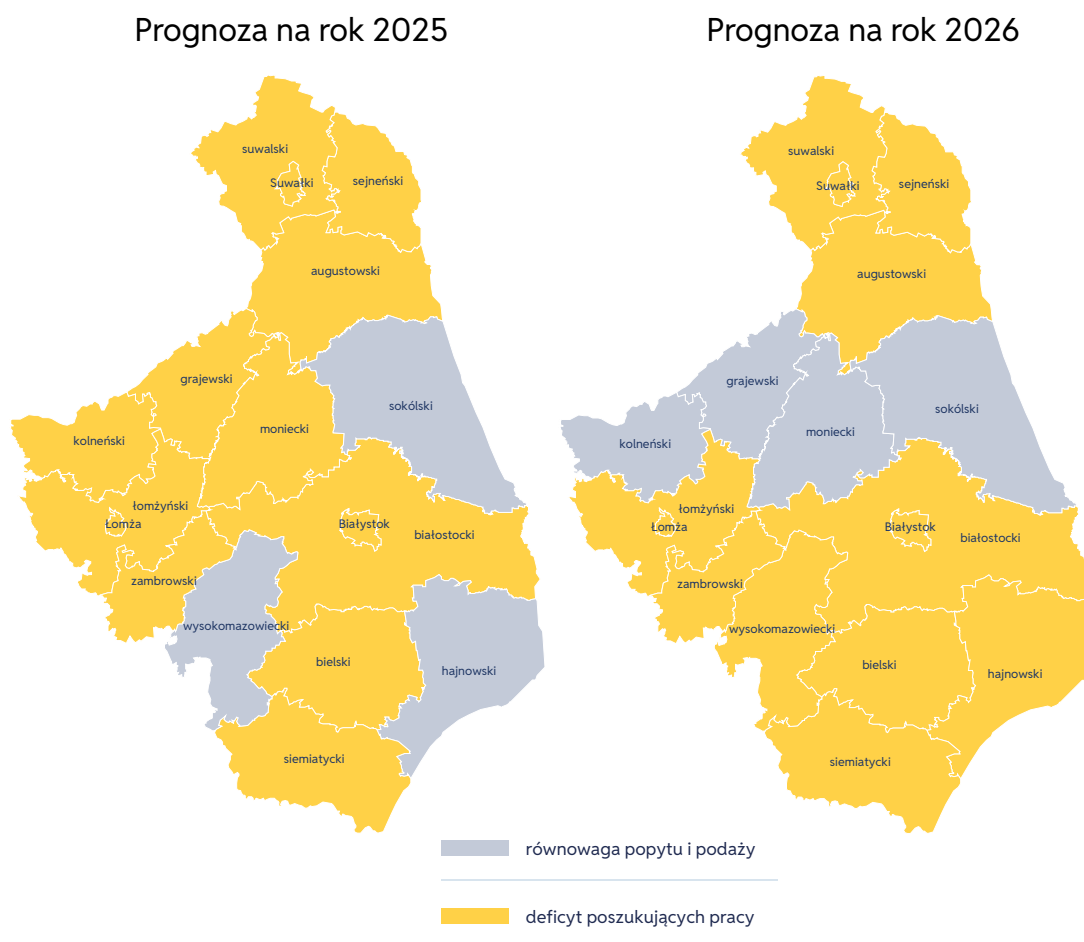 Prognoza na rok 2025
suwalski
Suwałki
sejneński
augustowski
grajewski
sokólski
kolneński
moniecki
łomżyński
Łomża
Białystok
białostocki
zambrowski
wysokomazowiecki
bielski
hajnowski
siemiatycki
Prognoza na rok 2026
suwalski
Suwałki
sejneński
augustowski
grajewski
sokólski
kolneński
moniecki
łomżyński
Łomża
Białystok
białostocki
zambrowski
wysokomazowiecki
bielski
hajnowski
siemiatycki
równowaga popytu i podaży
deficyt poszukujących pracy